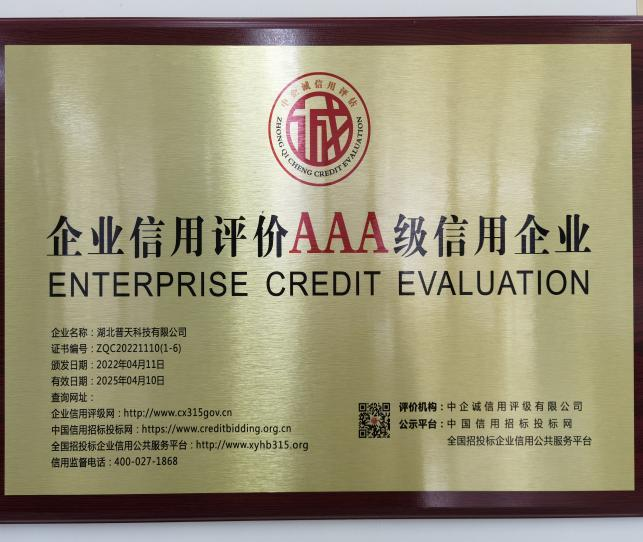 中企诚信用评估
诚
ZHONG QI CHENG CREDIT EVALUATION
企业信用评价AAA级信用企业
ENTERPRISE CREDIT EVALUATION
企业名称：湖北普天科技有限公司
证书编号：ZQC20221110(1-6)
颁发日期：2022年04月11日
有效日期：2025年04月10日
查询网址：
企业信用评级网：http://www.cx315gov.cn
中国信用招标投标网：https://www.creditbidding.org.cn
全国招投标企业信用公共服务平台：http://www.xyhb315.org
信用监督电话：400-027-1868
评价机构：中企诚信用评级有限公司
公示平台：中国信用招标投标网
全国招投标企业信用公共服务平台